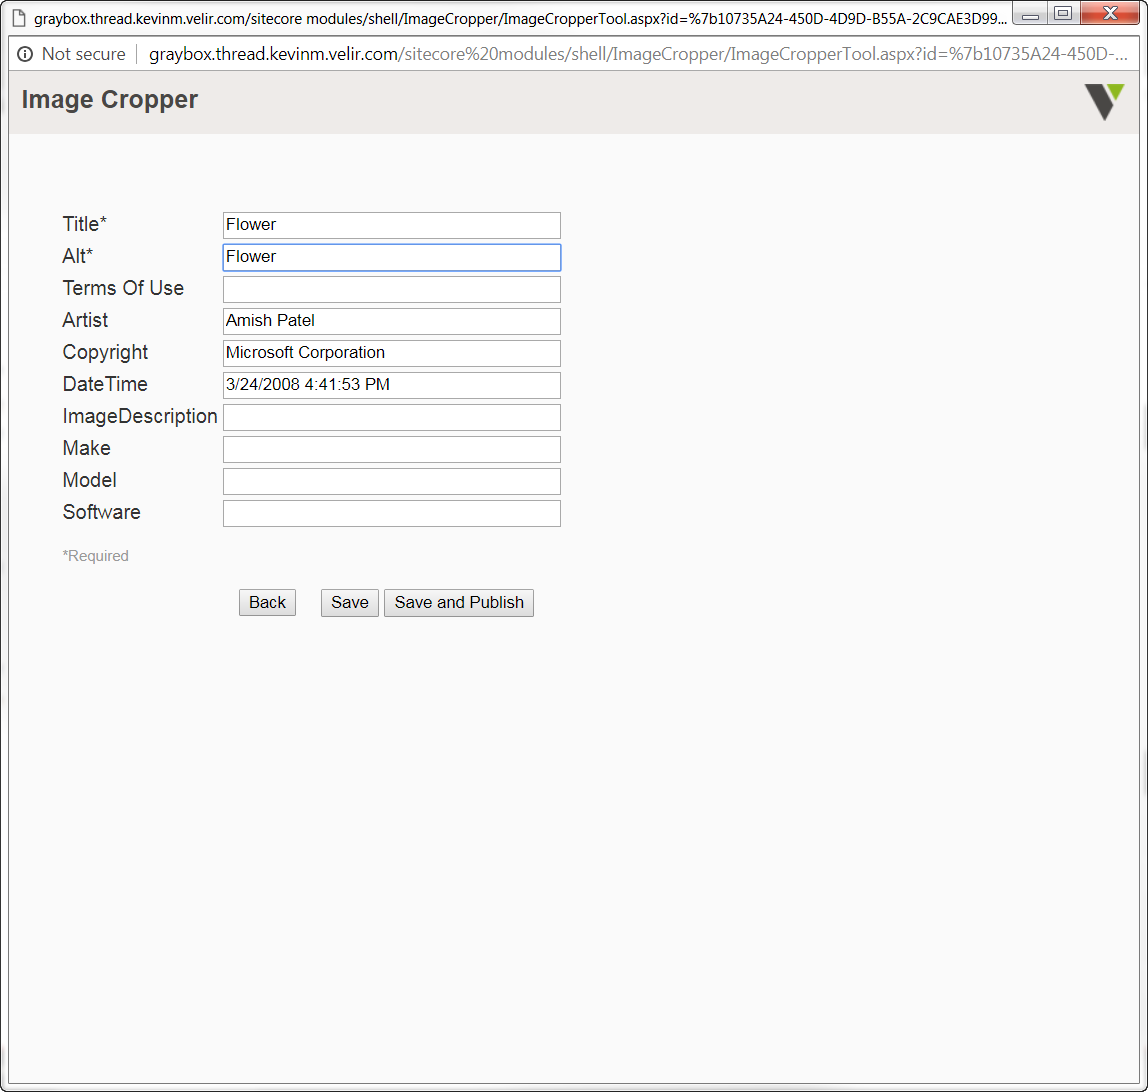 graybox.thread.kevinm.velir.com/sitecore modules/shell/ImageCropper/ImageCropperTool.aspx?id=%7b10735A24-450D-4D9D-B55A-2C9CAE3D99...
Not secure graybox.thread.kevinm.velir.com/sitecore%20modules/shell/ImageCropper/ImageCropperTool.aspx?id=%7b10735A24-450D-...
Image Cropper
Title* Flower
Alt* Flower
Terms Of Use
Artist Amish Patel
Copyright Microsoft Corporation
DateTime 3/24/2008 4:41:53 PM
ImageDescription
Make
Model
Software
*Required
Back Save Save and Publish